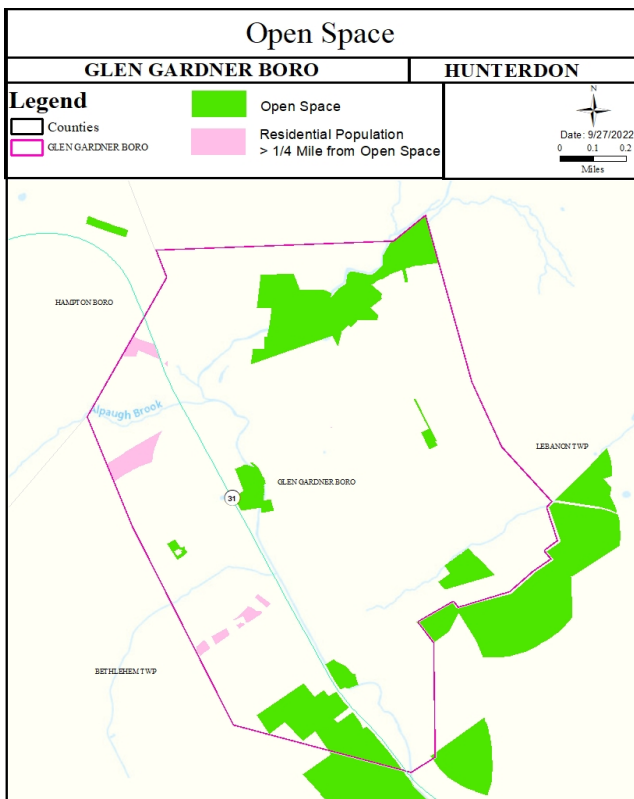 Open Space
GLEN GARDNER BORO
HUNTERDON
Legend
Counties
GLEN GARDNER BORO
Open Space
Residential Population
> 1/4 Mile from Open Space
N
Date: 9/27/2022
0 0.1 0.2
Miles
HAMPTON BORO
lpaugh Brook
LEBANON TWP
GLEN GARDNER BORO
31
BETHLEHEM TWP